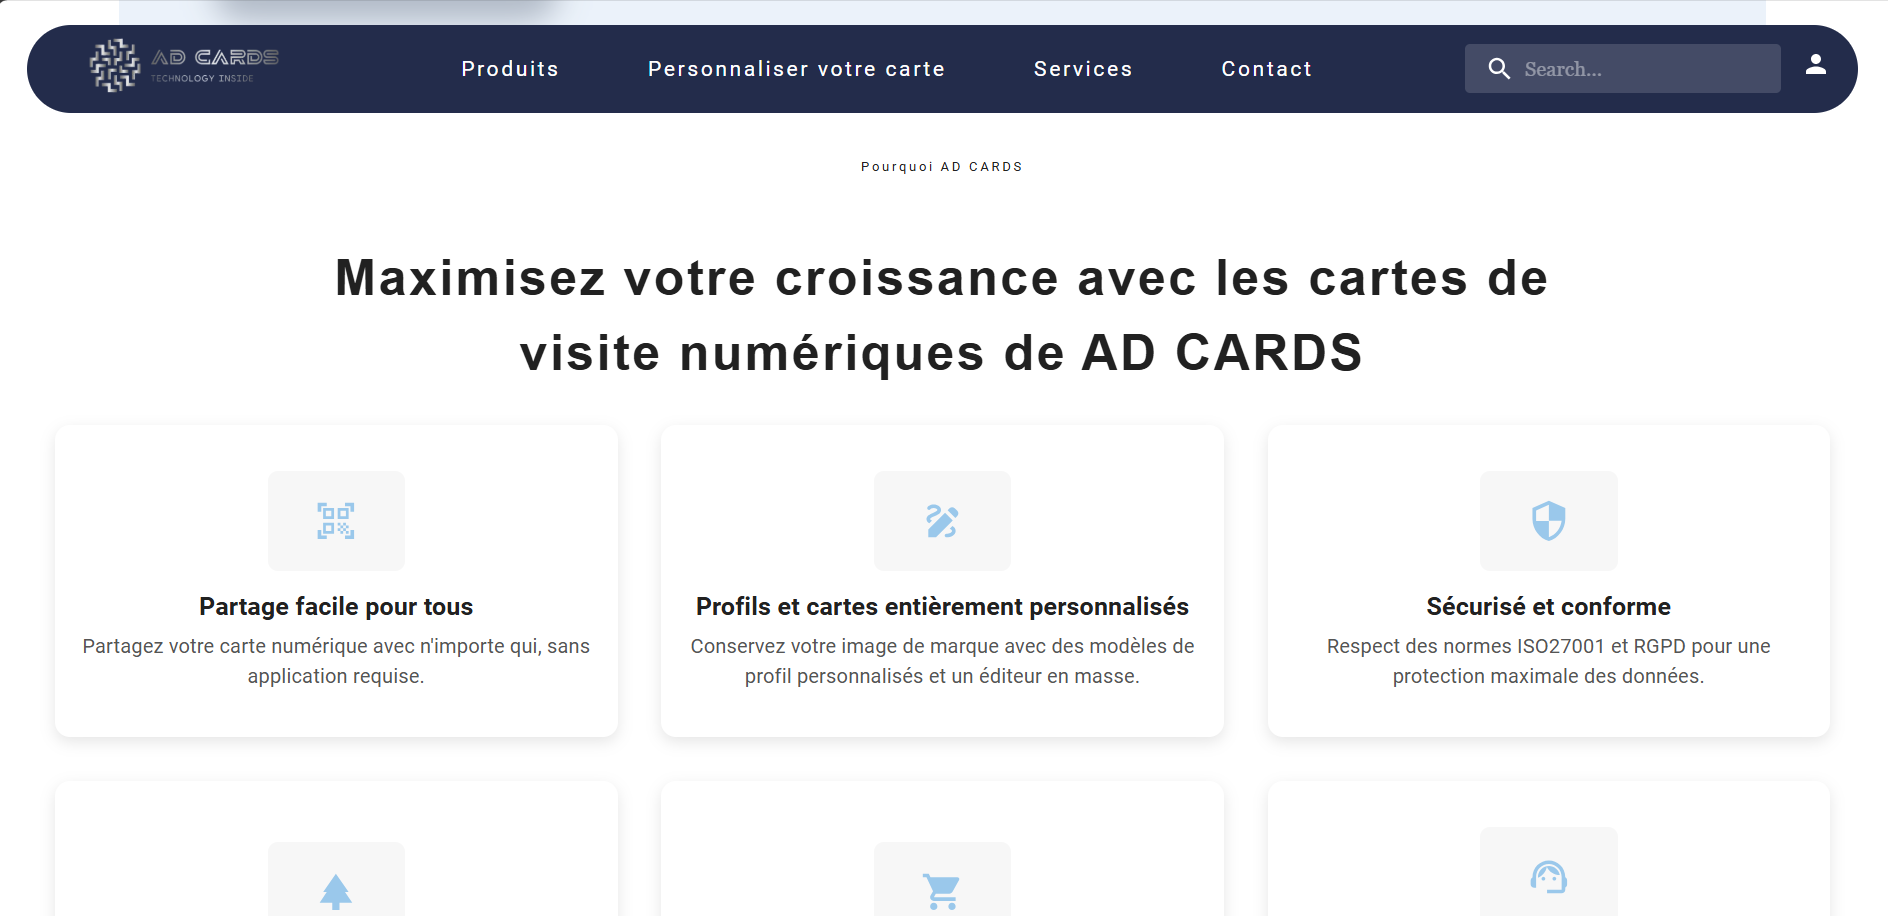 AD CARDS
TECHNOLOGY INSIDE
Produits
Personnaliser votre carte
Services
Contact
Search...
Pourquoi AD CARDS
Maximisez votre croissance avec les cartes de
visite numériques de AD CARDS
Partage facile pour tous
Partagez votre carte numérique avec n'importe qui, sans
application requise.
Profils et cartes entièrement personnalisés
Conservez votre image de marque avec des modèles de
profil personnalisés et un éditeur en masse.
Sécurisé et conforme
Respect des normes ISO27001 et RGPD pour une
protection maximale des données.